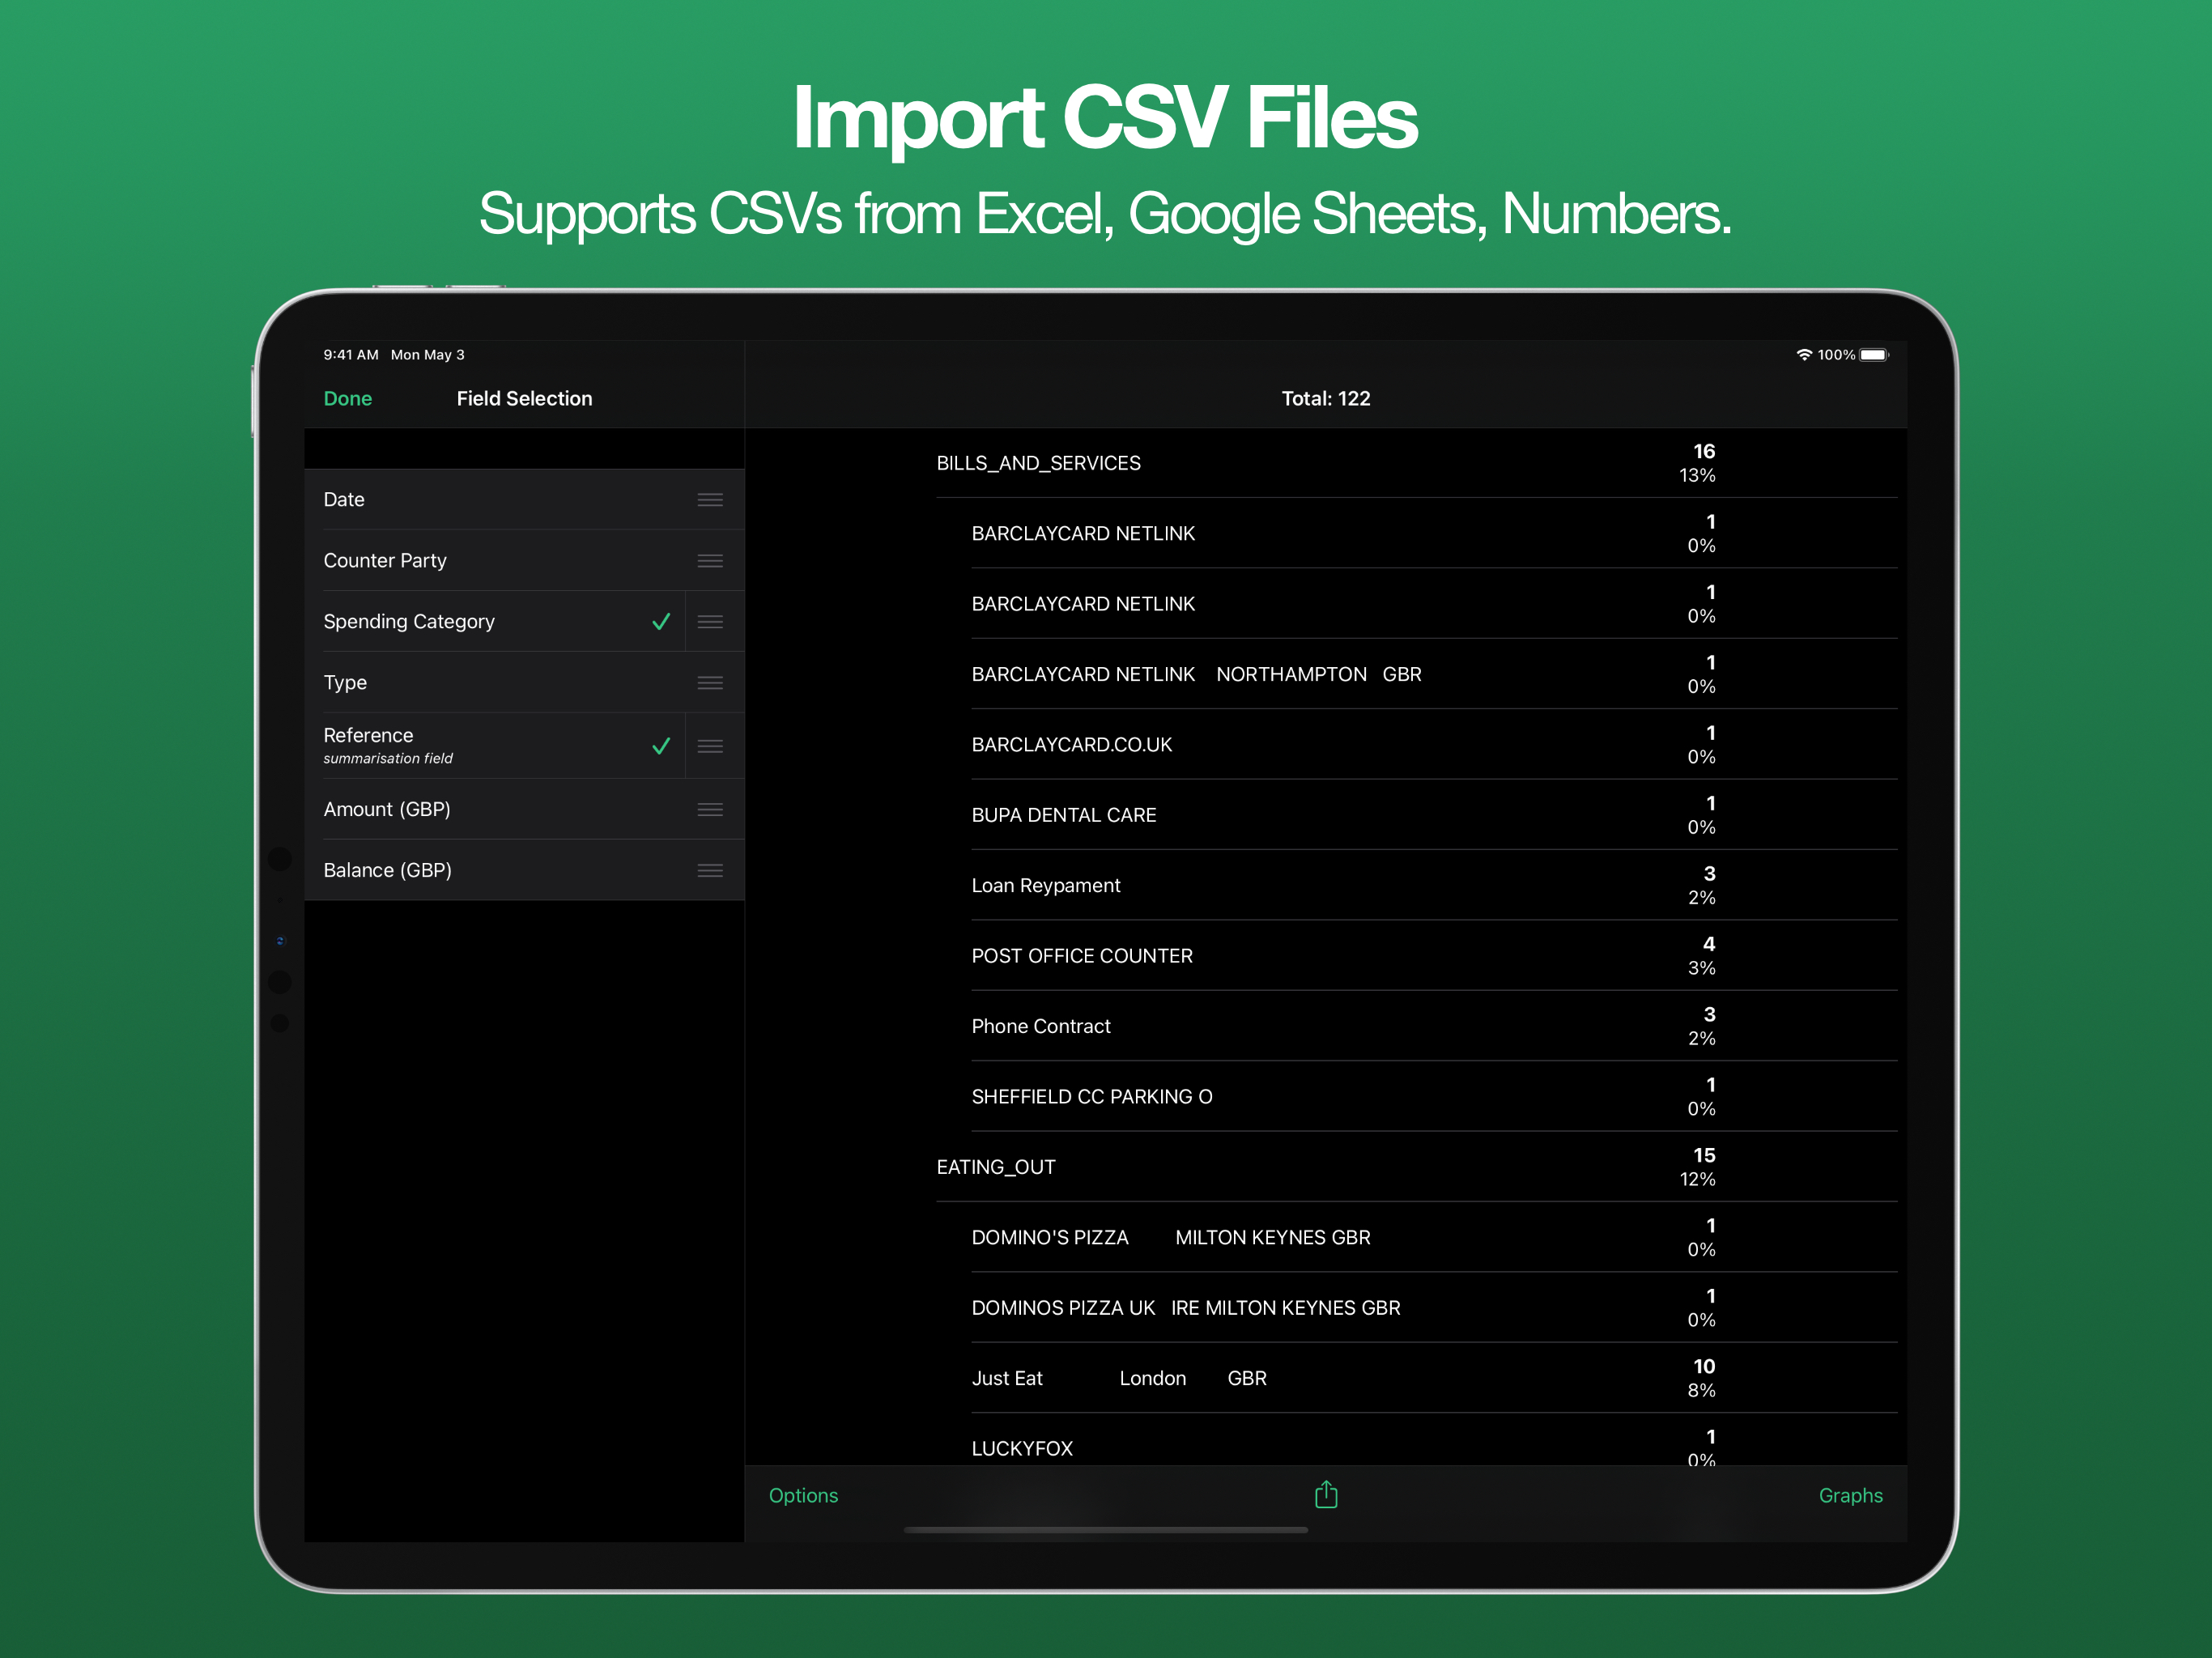 Import CSV Files
Supports CSVs from Excel, Google Sheets, Numbers.
9:41 AM Mon May 3
100%
Done
Field Selection
Total: 122
Date
Counter Party
Spending Category
Type
Reference
summarisation field
Amount (GBP)
Balance (GBP)
BILLS_AND_SERVICES
16
13%
BARCLAYCARD NETLINK
1
0%
BARCLAYCARD NETLINK
1
0%
BARCLAYCARD NETLINK NORTHAMPTON GBR
1
0%
BARCLAYCARD.CO.UK
1
0%
BUPA DENTAL CARE
1
0%
Loan Reypament
3
2%
POST OFFICE COUNTER
4
3%
Phone Contract
3
2%
SHEFFIELD CC PARKING O
1
0%
EATING_OUT
15
12%
DOMINO'S PIZZA MILTON KEYNES GBR
1
0%
DOMINOS PIZZA UK IRE MILTON KEYNES GBR
1
0%
Just Eat London GBR
10
8%
LUCKYFOX
1
0%
Options
Graphs